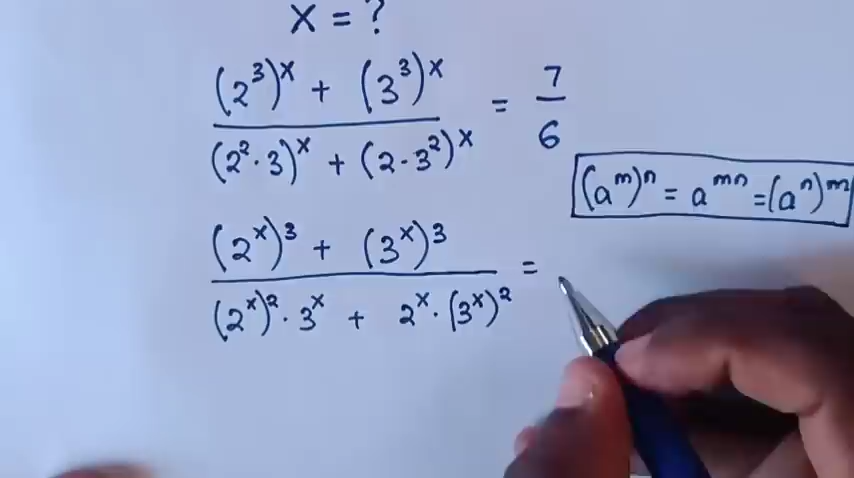 x = ?
(2³)ˣ + (3³)ˣ / (2²·3)ˣ + (2·3²)ˣ = 7/6
(aᵐ)ⁿ = aᵐⁿ = (aⁿ)ᵐ
(2ˣ)³ + (3ˣ)³ / (2ˣ)²·3ˣ + 2ˣ·(3ˣ)² =